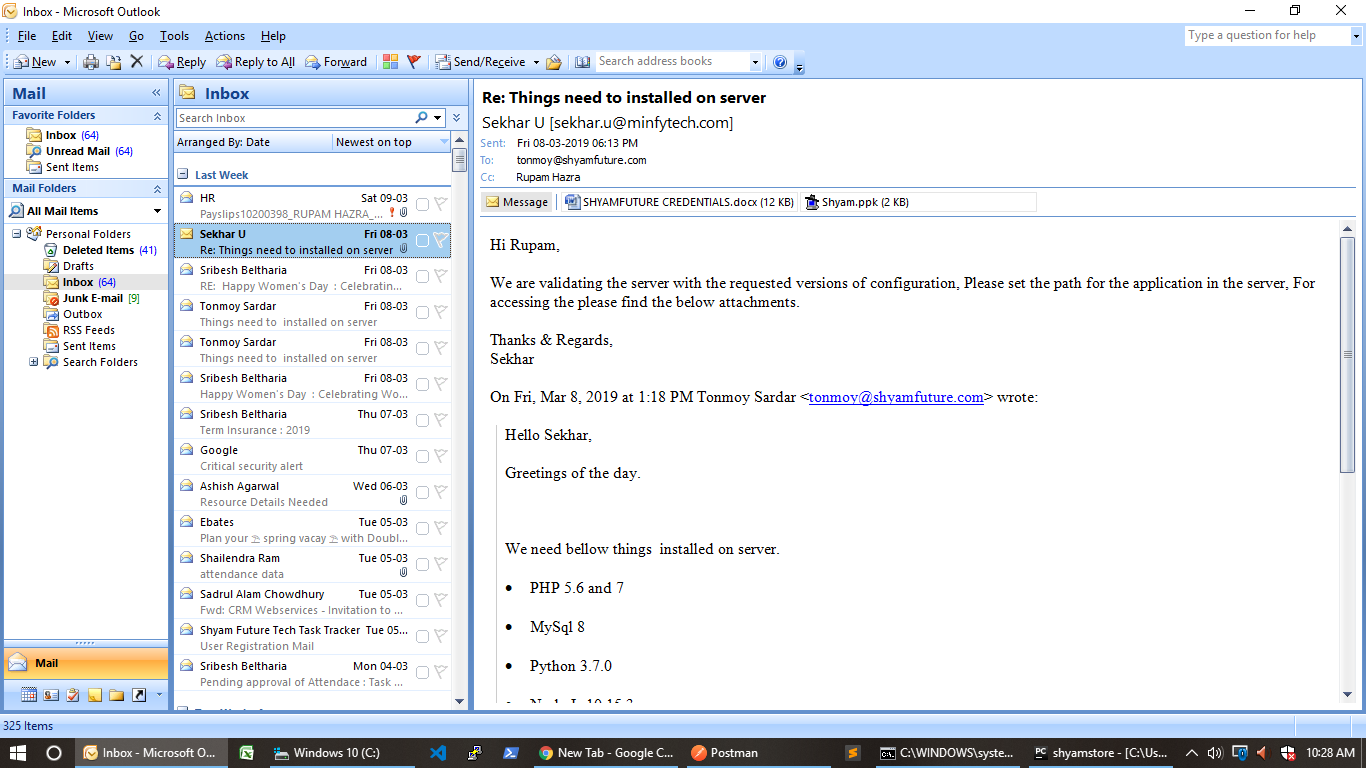 Inbox - Microsoft Outlook
File Edit View Go Tools Actions Help
Type a question for help
New Reply Reply to All Forward Send/Receive Search address books
Mail
Favorite Folders
Inbox (64)
Unread Mail (64)
Sent Items
Mail Folders
All Mail Items
Personal Folders
Deleted Items (41)
Drafts
Inbox (64)
Junk E-mail [9]
Outbox
RSS Feeds
Sent Items
Search Folders
Mail
Inbox
Search Inbox
Arranged By: Date Newest on top
Last Week
HR Sat 09-03
Payslips10200398_RUPAM HAZRA_...
Sekhar U Fri 08-03
Re: Things need to installed on server
Sribesh Beltharia Fri 08-03
RE: Happy Women's Day : Celebratin...
Tonmoy Sardar Fri 08-03
Things need to installed on server
Tonmoy Sardar Fri 08-03
Things need to installed on server
Sribesh Beltharia Fri 08-03
Happy Women's Day : Celebrating Wo...
Sribesh Beltharia Thu 07-03
Term Insurance : 2019
Google Thu 07-03
Critical security alert
Ashish Agarwal Wed 06-03
Resource Details Needed
Ebates Tue 05-03
Plan your ⛱ spring vacay ⛱ with Doubl...
Shailendra Ram Tue 05-03
attendance data
Sadrul Alam Chowdhury Tue 05-03
Fwd: CRM Webservices - Invitation to ...
Shyam Future Tech Task Tracker Tue 05...
User Registration Mail
Sribesh Beltharia Mon 04-03
Pending approval of Attendace : Task ...
Re: Things need to installed on server
Sekhar U [sekhar.u@minfytech.com]
Sent: Fri 08-03-2019 06:13 PM
To: tonmoy@shyamfuture.com
Cc: Rupam Hazra
Message SHYAMFUTURE CREDENTIALS.docx (12 KB) Shyam.ppk (2 KB)
Hi Rupam,
We are validating the server with the requested versions of configuration, Please set the path for the application in the server, For
accessing the please find the below attachments.
Thanks & Regards,
Sekhar
On Fri, Mar 8, 2019 at 1:18 PM Tonmoy Sardar <tonmoy@shyamfuture.com> wrote:
Hello Sekhar,
Greetings of the day.
We need bellow things installed on server.
• PHP 5.6 and 7
• MySql 8
• Python 3.7.0
325 Items
Inbox - Microsoft O... Windows 10 (C:) New Tab - Google C... Postman C:\WINDOWS\syste... shyamstore - [C:\Us... 10:28 AM